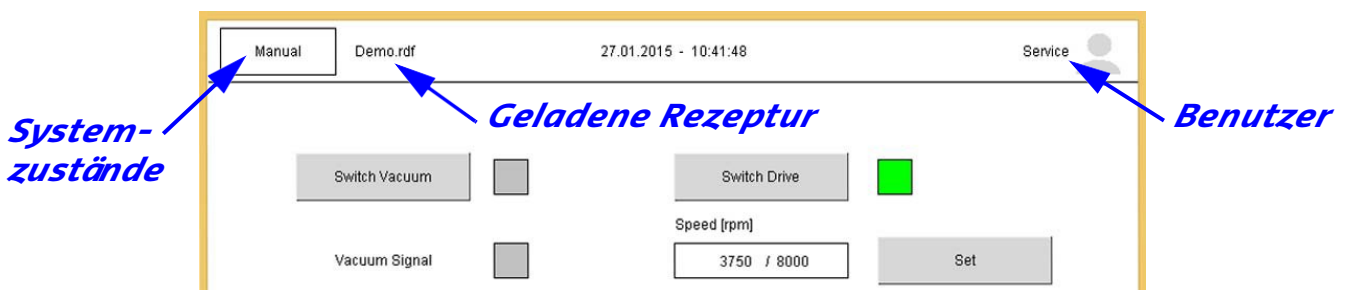 Manual
Demo.rdf
27.01.2015 - 10:41:48
Service
System-
zustände
Geladene Rezeptur
Benutzer
Switch Vacuum
Switch Drive
Speed [rpm]
Vacuum Signal
3750 / 8000
Set